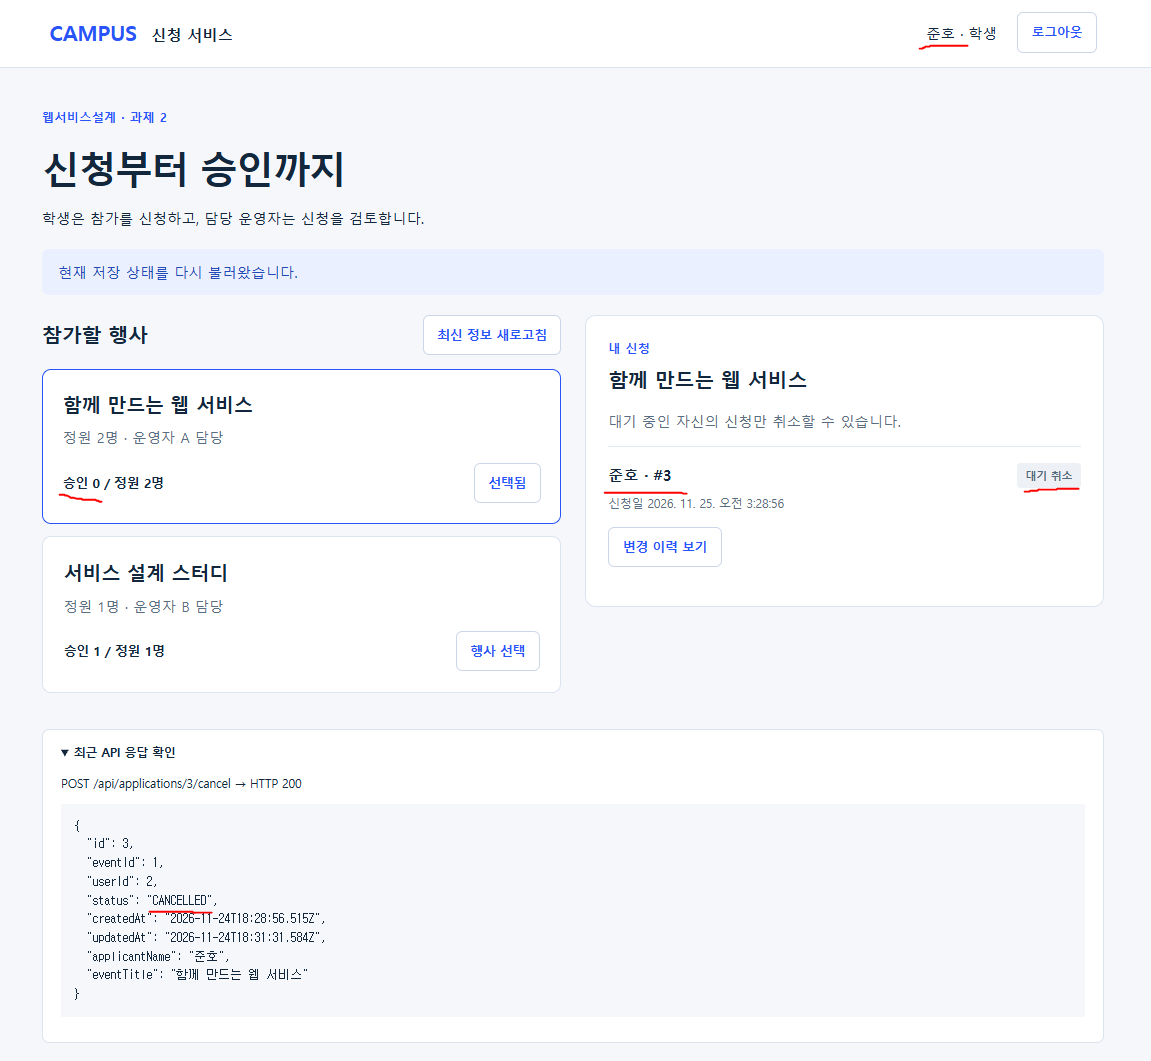 CAMPUS 신청 서비스
준호 · 학생
로그아웃
웹서비스설계 · 과제 2
신청부터 승인까지
학생은 참가를 신청하고, 담당 운영자는 신청을 검토합니다.
현재 저장 상태를 다시 불러왔습니다.
참가할 행사
최신 정보 새로고침
함께 만드는 웹 서비스
정원 2명 · 운영자 A 담당
승인 0 / 정원 2명
선택됨
서비스 설계 스터디
정원 1명 · 운영자 B 담당
승인 1 / 정원 1명
행사 선택
내 신청
함께 만드는 웹 서비스
대기 중인 자신의 신청만 취소할 수 있습니다.
준호 · #3
대기 취소
신청일 2026. 11. 25. 오전 3:28:56
변경 이력 보기
▼ 최근 API 응답 확인
POST /api/applications/3/cancel → HTTP 200
{
"id": 3,
"eventId": 1,
"userId": 2,
"status": "CANCELLED",
"createdAt": "2026-11-24T18:28:56.515Z",
"updatedAt": "2026-11-24T18:31:31.584Z",
"applicantName": "준호",
"eventTitle": "함께 만드는 웹 서비스"
}